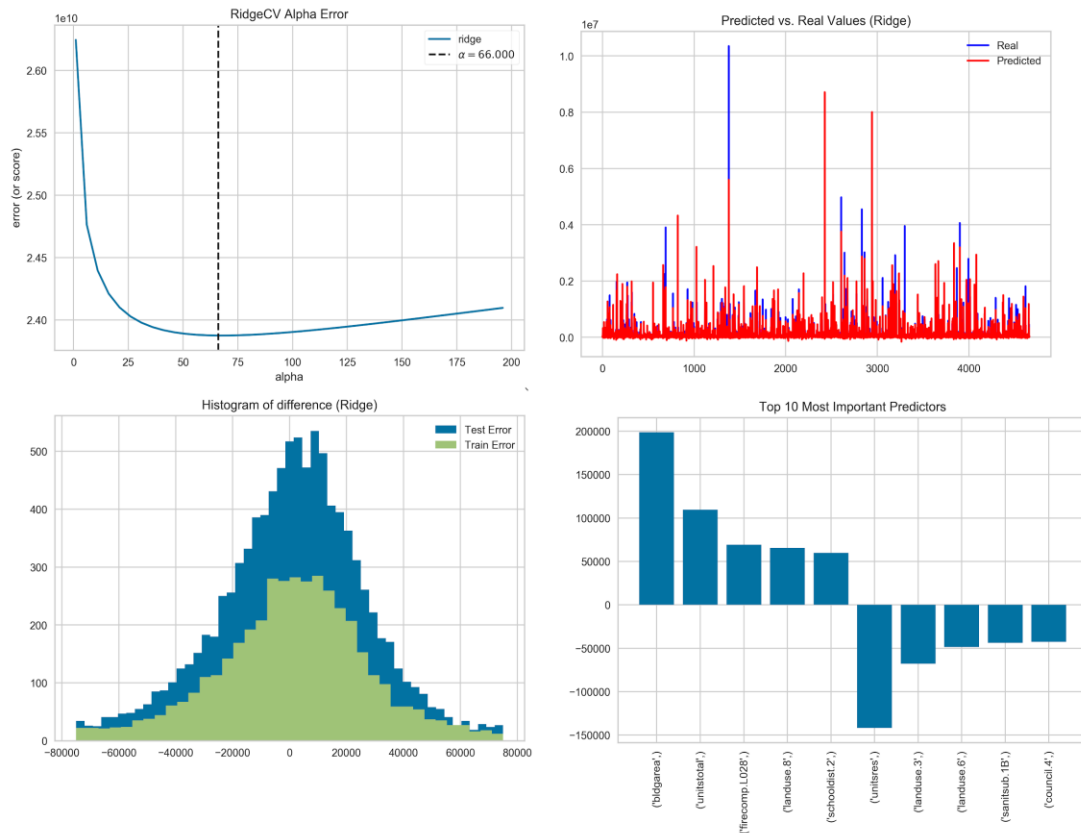 RidgeCV Alpha Error
1e10
ridge
α = 66.000
error (or score)
2.60
2.55
2.50
2.45
2.40
0 25 50 75 100 125 150 175 200
alpha
Predicted vs. Real Values (Ridge)
1e7
Real
Predicted
1.0
0.8
0.6
0.4
0.2
0.0
0 1000 2000 3000 4000
Histogram of difference (Ridge)
Test Error
Train Error
500
400
300
200
100
0
−80000 −60000 −40000 −20000 0 20000 40000 60000 80000
Top 10 Most Important Predictors
200000
150000
100000
50000
0
−50000
−100000
−150000
('bldgarea',)
('unitstotal',)
('firecomp.L028',)
('landuse.8',)
('schooldist.2',)
('unitsres',)
('landuse.3',)
('landuse.6',)
('sanitsub.1B',)
('council.4',)